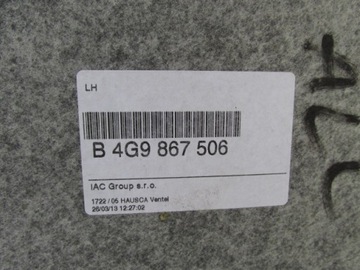 LH
B 4G9 867 506
IAC Group s.r.o.
1722 / 05 HAUSCA Ventel
26/03/13 12:27:02